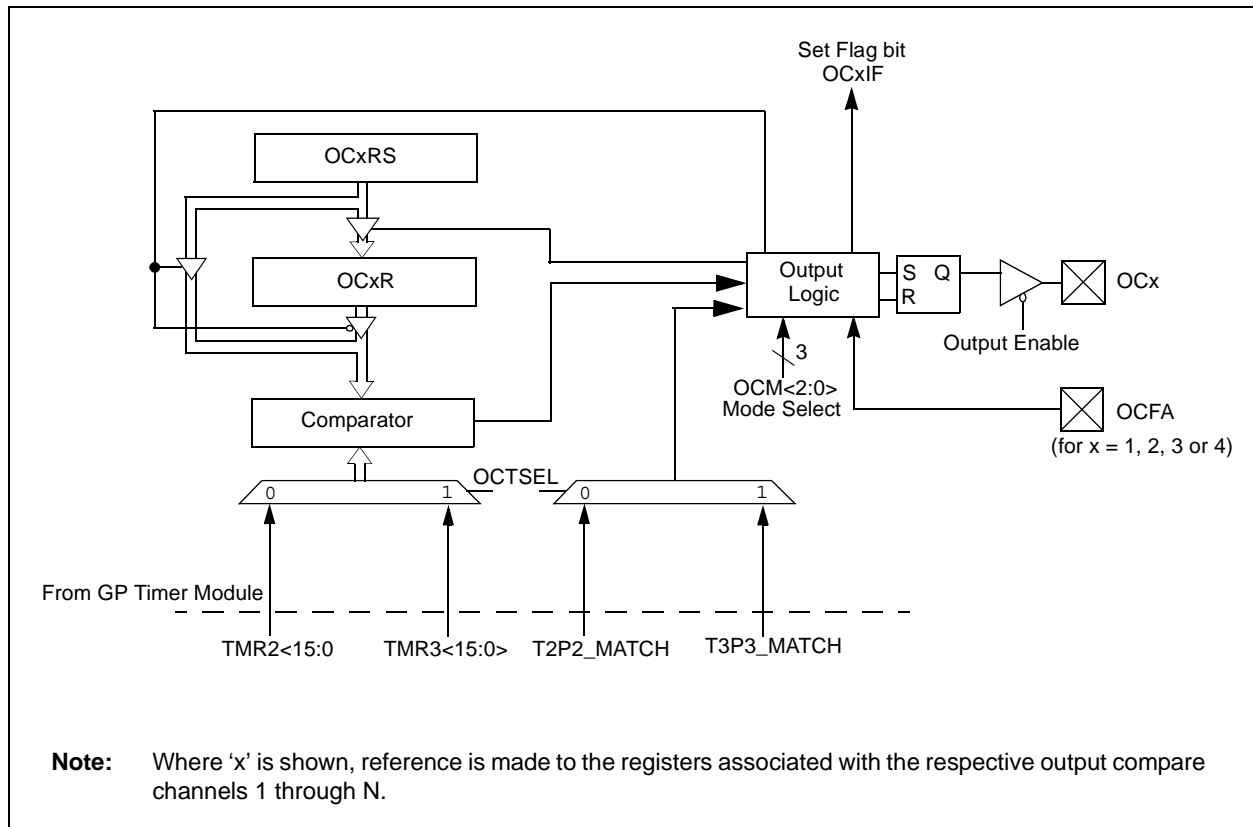 Set Flag bit
OCxIF
OCxRS
OCxR
Output
Logic
S Q
R
OCx
Output Enable
3
OCM<2:0>
Mode Select
Comparator
OCFA
(for x = 1, 2, 3 or 4)
0 1 OCTSEL 0 1
From GP Timer Module
TMR2<15:0 TMR3<15:0> T2P2_MATCH T3P3_MATCH
Note: Where ‘x’ is shown, reference is made to the registers associated with the respective output compare
channels 1 through N.